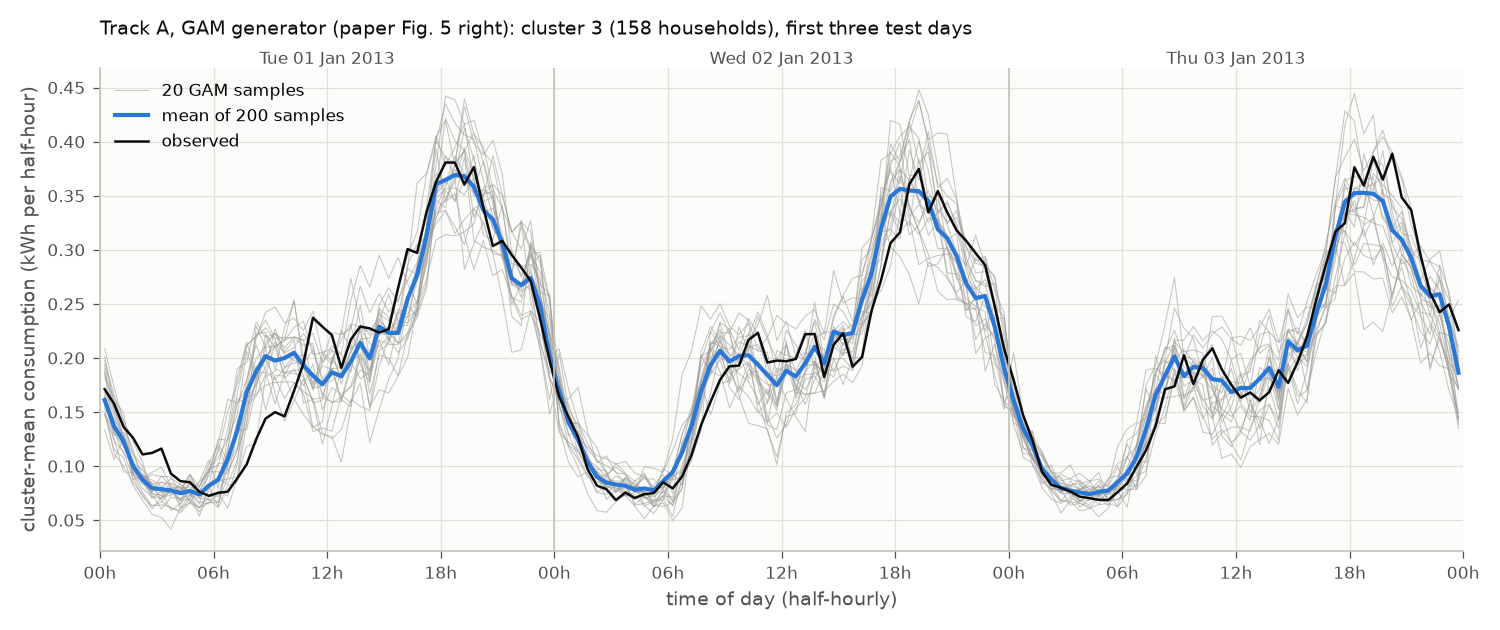 Track A, GAM generator (paper Fig. 5 right): cluster 3 (158 households), first three test days
Tue 01 Jan 2013
Wed 02 Jan 2013
Thu 03 Jan 2013
20 GAM samples
mean of 200 samples
observed
cluster-mean consumption (kWh per half-hour)
0.45
0.40
0.35
0.30
0.25
0.20
0.15
0.10
0.05
00h
06h
12h
18h
00h
06h
12h
18h
00h
06h
12h
18h
00h
time of day (half-hourly)